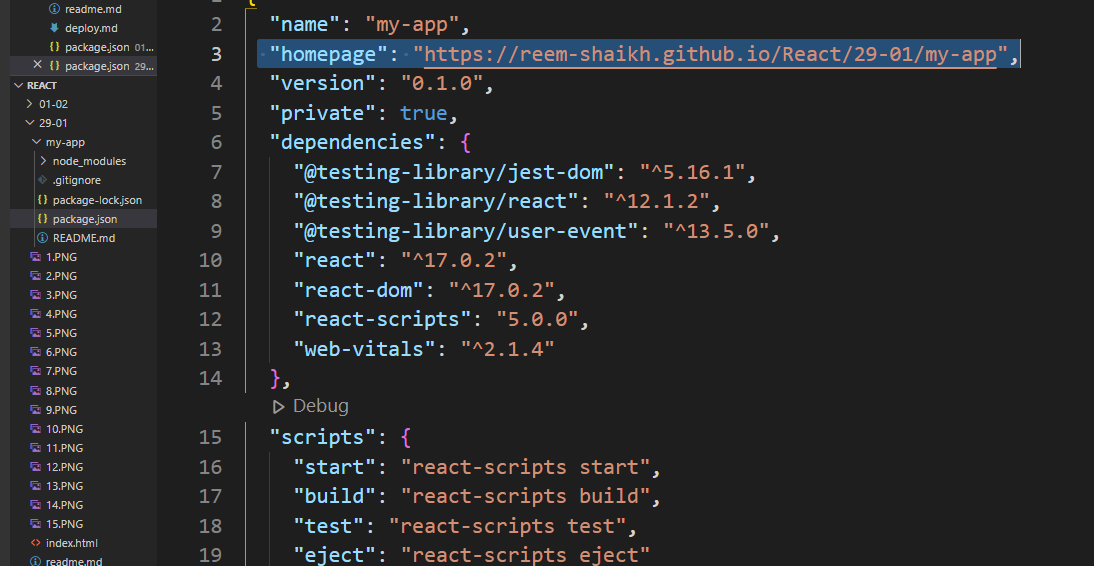 readme.md
deploy.md
package.json 01...
package.json 29...
REACT
01-02
29-01
my-app
node_modules
.gitignore
package-lock.json
package.json
README.md
1.PNG
2.PNG
3.PNG
4.PNG
5.PNG
6.PNG
7.PNG
8.PNG
9.PNG
10.PNG
11.PNG
12.PNG
13.PNG
14.PNG
15.PNG
index.html
readme.md
{
2 "name": "my-app",
3 "homepage": "https://reem-shaikh.github.io/React/29-01/my-app",
4 "version": "0.1.0",
5 "private": true,
6 "dependencies": {
7 "@testing-library/jest-dom": "^5.16.1",
8 "@testing-library/react": "^12.1.2",
9 "@testing-library/user-event": "^13.5.0",
10 "react": "^17.0.2",
11 "react-dom": "^17.0.2",
12 "react-scripts": "5.0.0",
13 "web-vitals": "^2.1.4"
14 },
Debug
15 "scripts": {
16 "start": "react-scripts start",
17 "build": "react-scripts build",
18 "test": "react-scripts test",
19 "eject": "react-scripts eject"